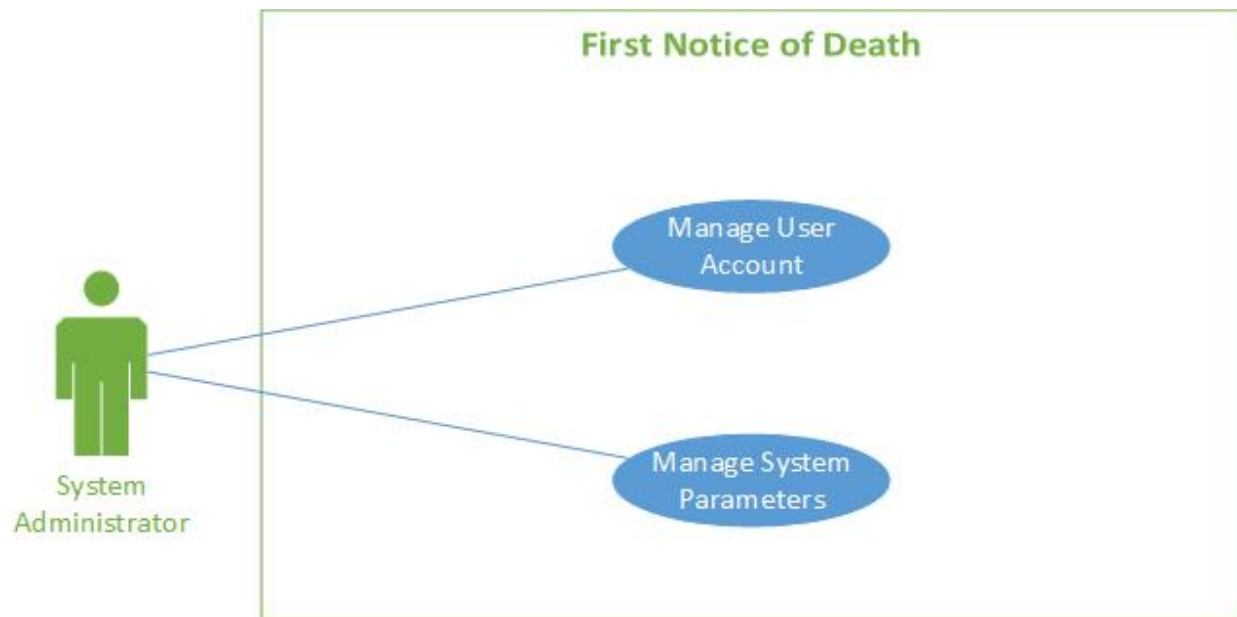 First Notice of Death
Manage User
Account
Manage System
Parameters
System
Administrator